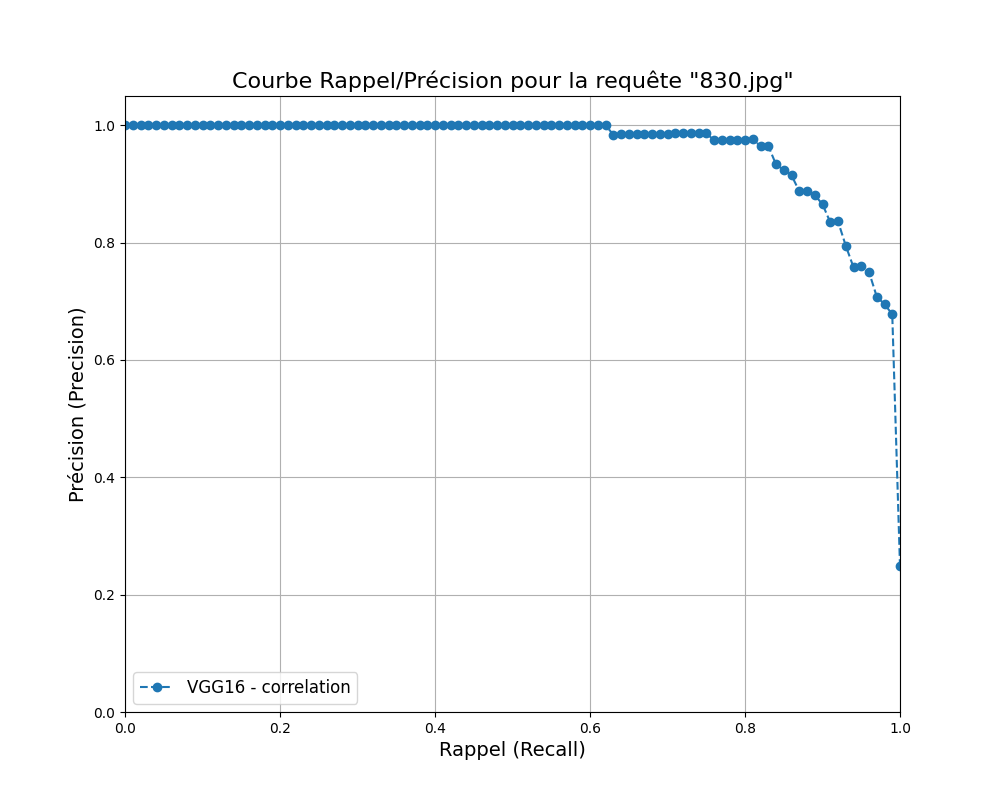 Courbe Rappel/Précision pour la requête "830.jpg"
Précision (Precision)
1.0
0.8
0.6
0.4
0.2
0.0
VGG16 - correlation
0.0 0.2 0.4 0.6 0.8 1.0
Rappel (Recall)